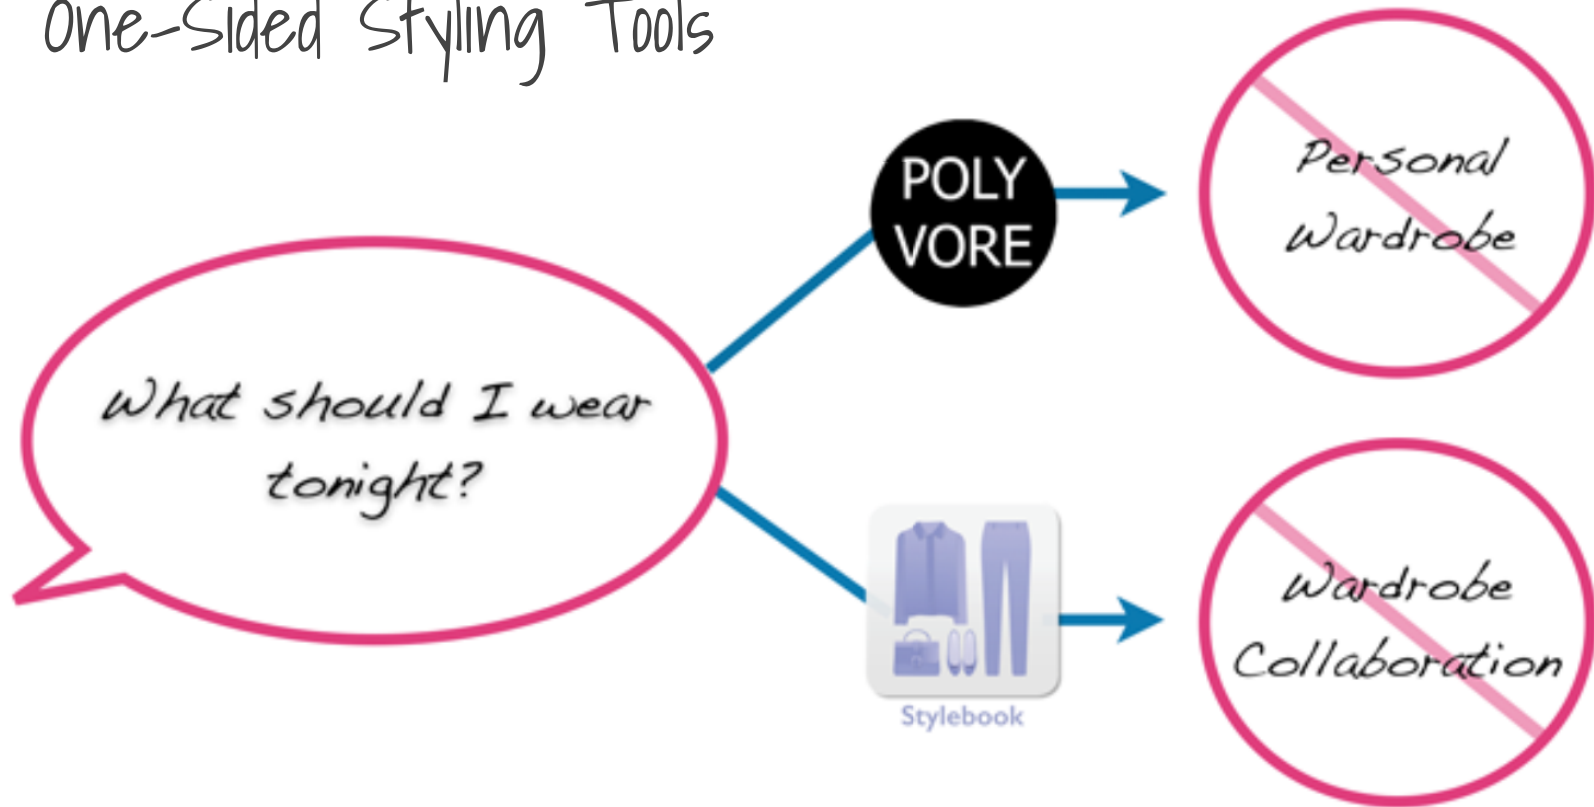 One-Sided Styling Tools
POLY
VORE
Personal
Wardrobe
What should I wear
tonight?
Stylebook
Wardrobe
Collaboration